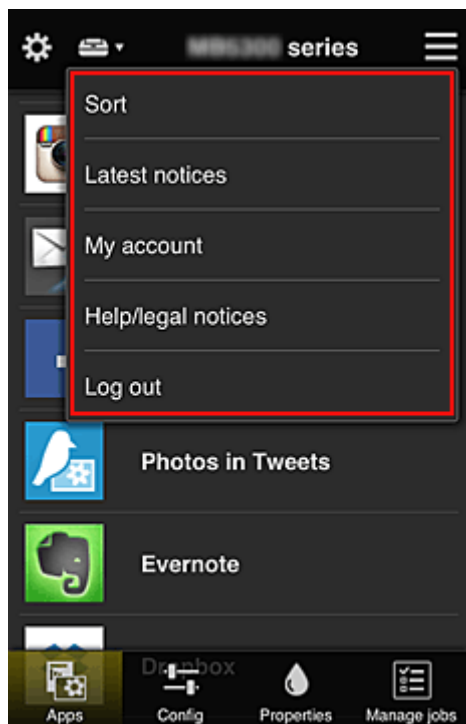 series
Sort
Latest notices
My account
Help/legal notices
Log out
Photos in Tweets
Evernote
Dropbox
Apps
Config
Properties
Manage jobs